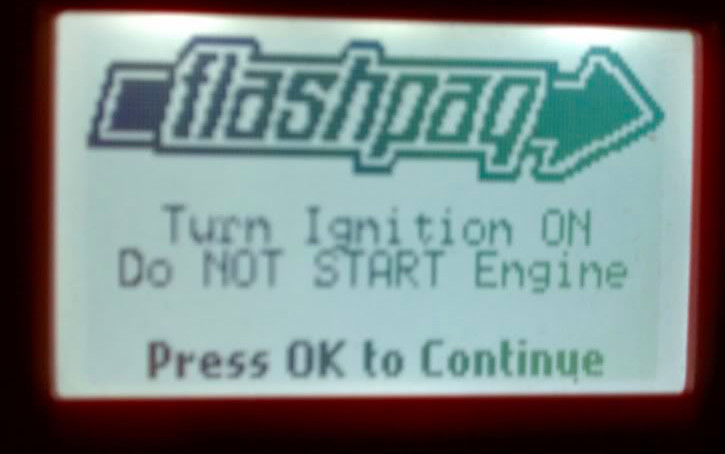 flashpaq
Turn Ignition ON
Do NOT START Engine
Press OK to Continue